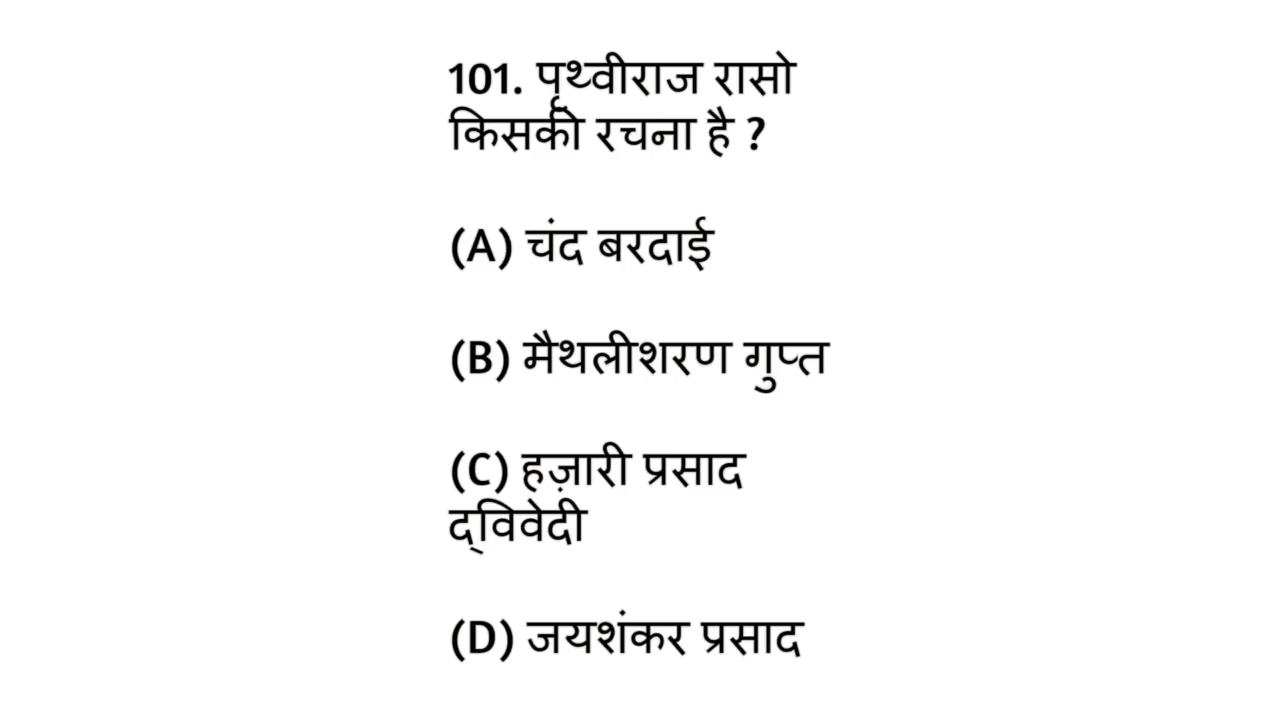 101. पृथ्वीराज रासो
किसकी रचना है ?
(A) चंद बरदाई
(B) मैथलीशरण गुप्त
(C) हज़ारी प्रसाद
द्विवेदी
(D) जयशंकर प्रसाद